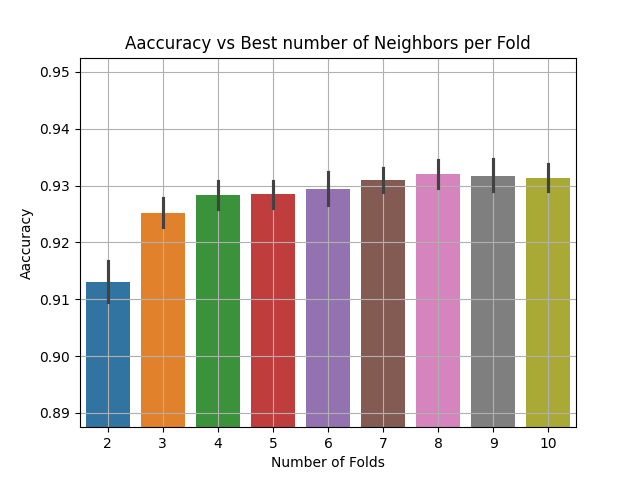 Aaccuracy vs Best number of Neighbors per Fold
0.95
0.94
0.93
0.92
0.91
0.90
0.89
Aaccuracy
2 3 4 5 6 7 8 9 10
Number of Folds